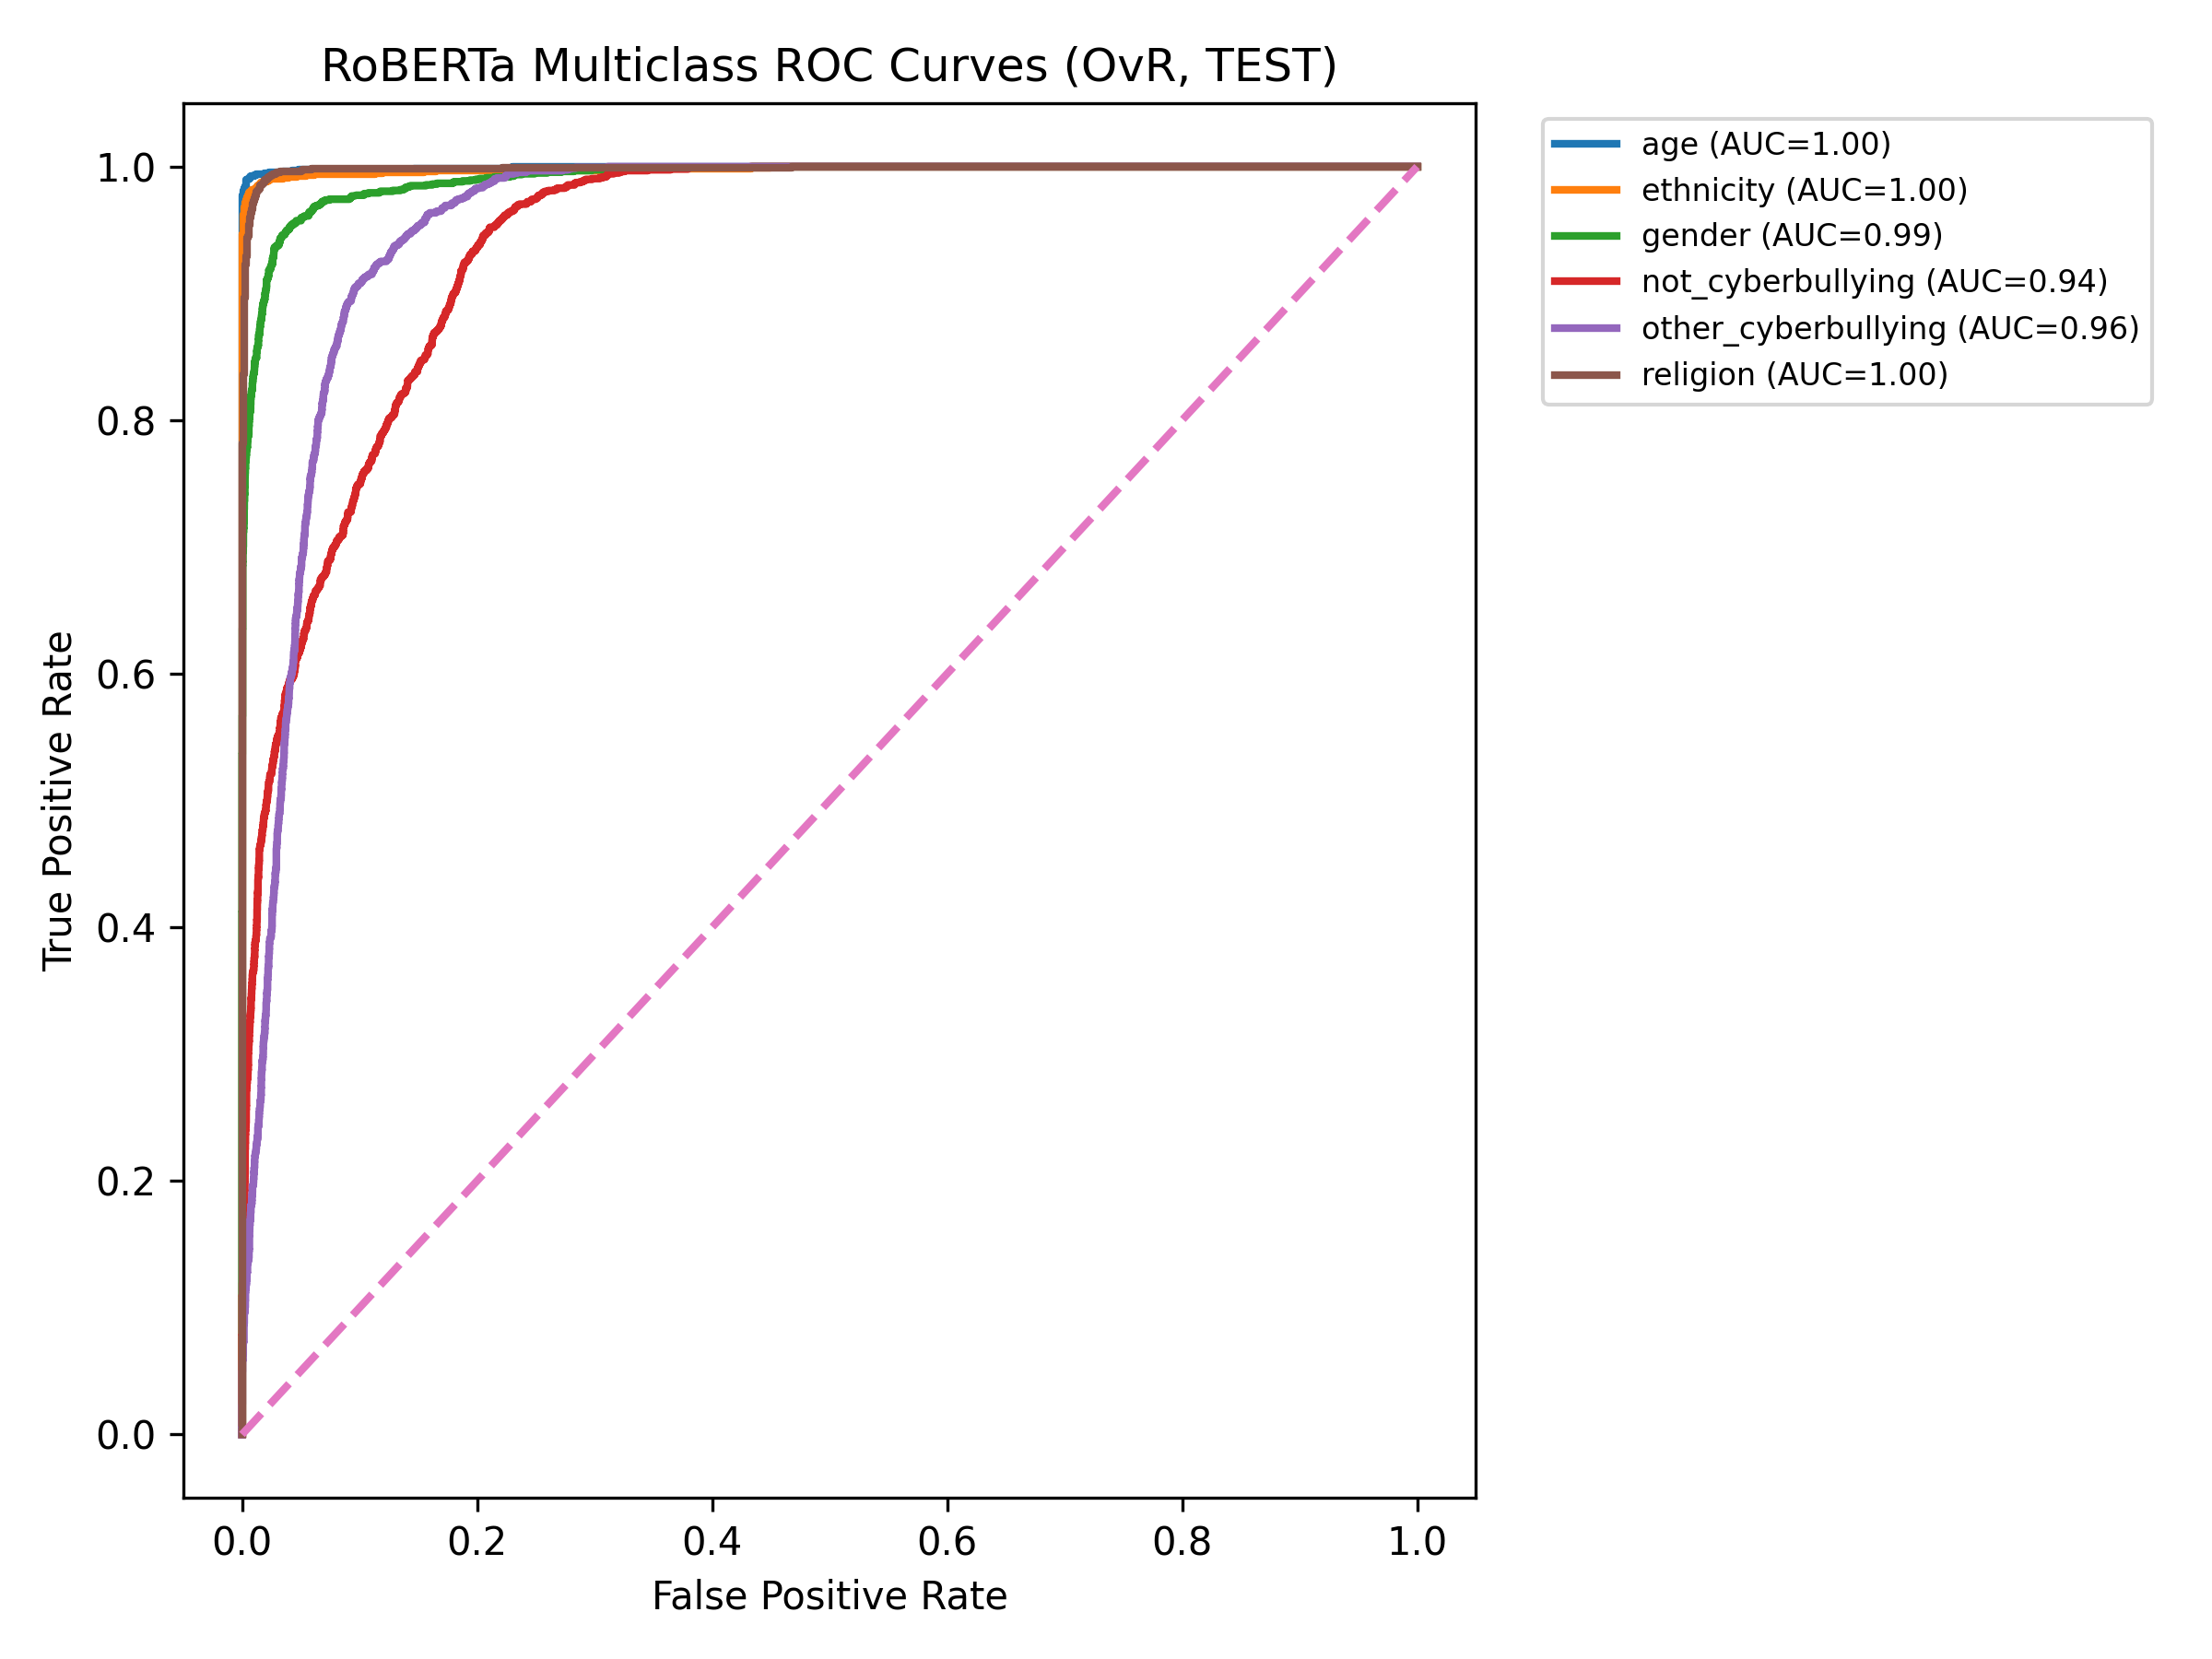 RoBERTa Multiclass ROC Curves (OvR, TEST)
age (AUC=1.00)
ethnicity (AUC=1.00)
gender (AUC=0.99)
not_cyberbullying (AUC=0.94)
other_cyberbullying (AUC=0.96)
religion (AUC=1.00)
True Positive Rate
1.0
0.8
0.6
0.4
0.2
0.0
0.0 0.2 0.4 0.6 0.8 1.0
False Positive Rate